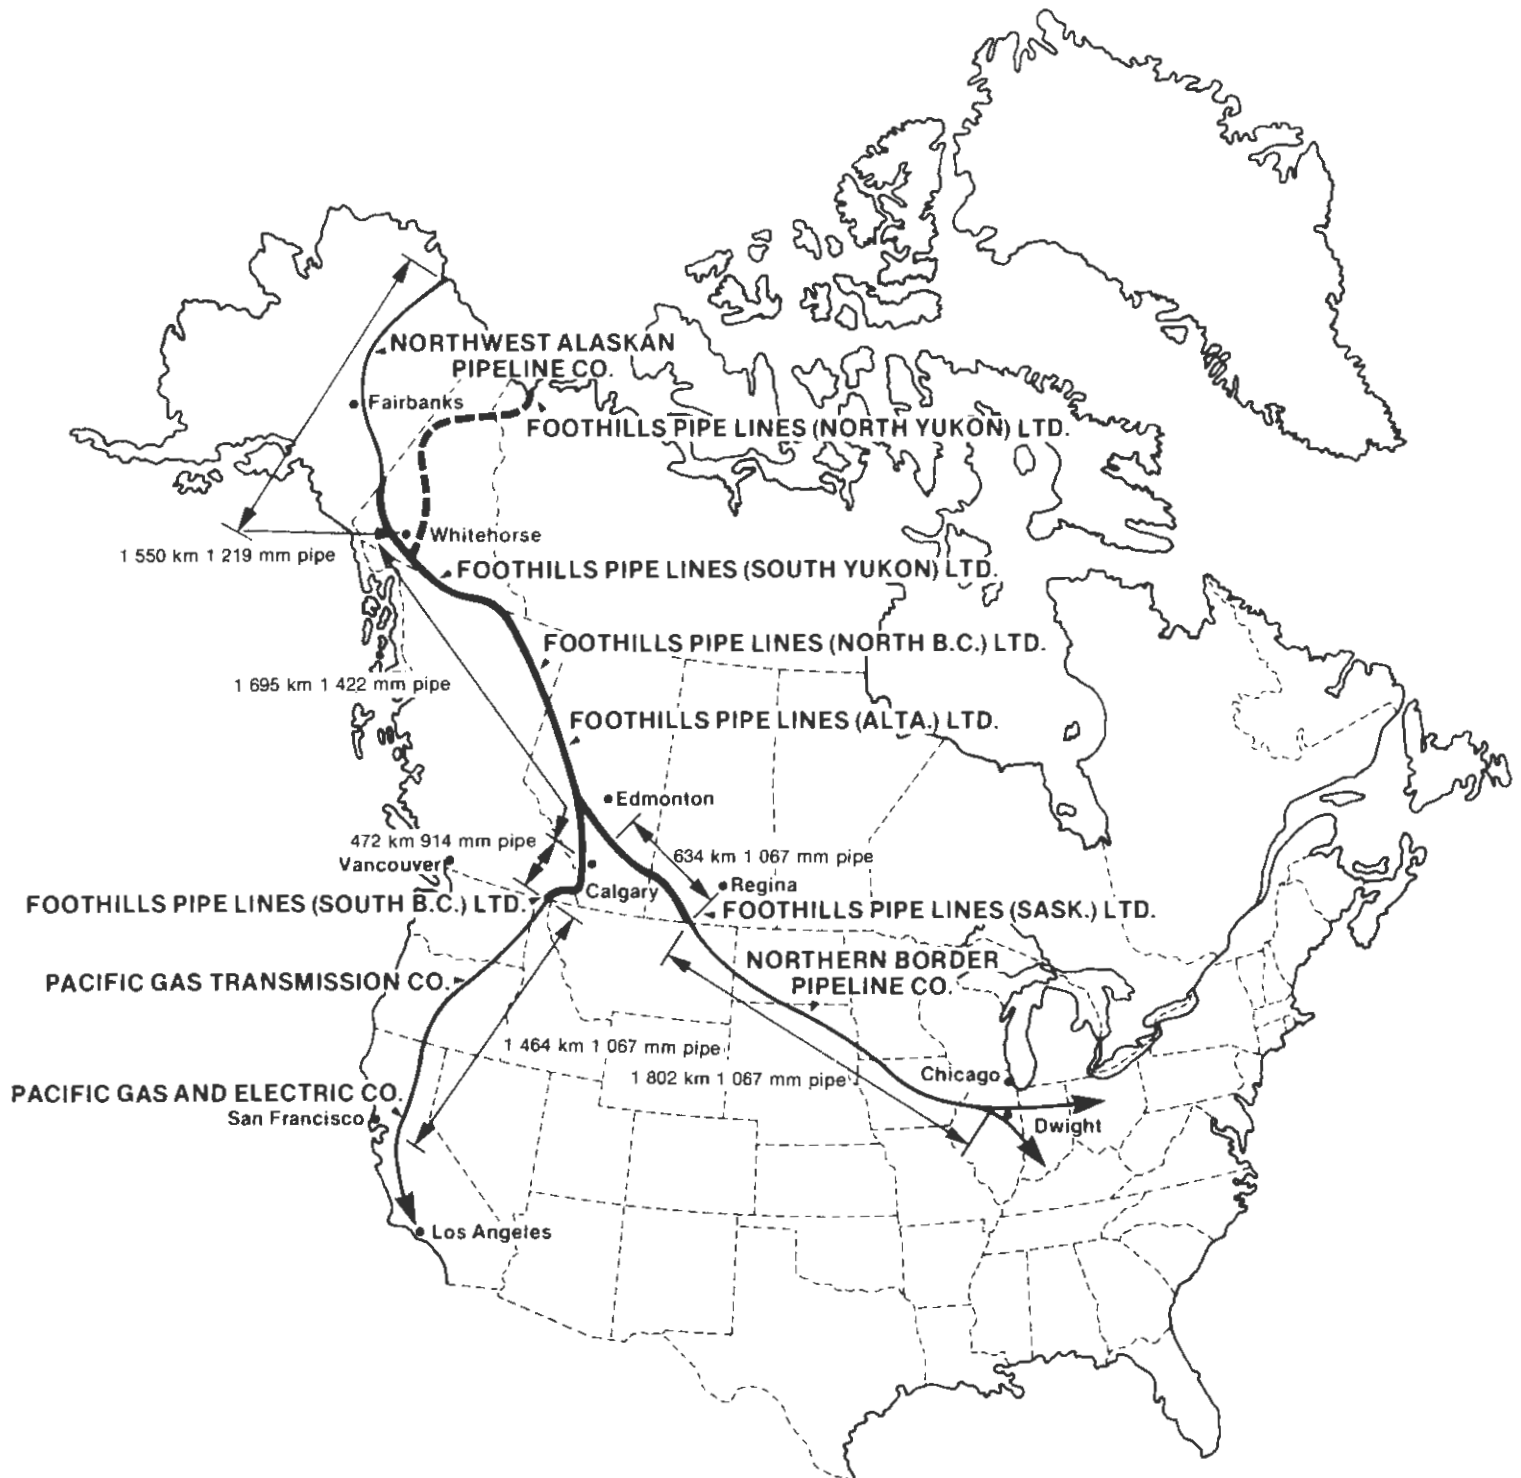 NORTHWEST ALASKAN
PIPELINE CO.
Fairbanks
FOOTHILLS PIPE LINES (NORTH YUKON) LTD.
Whitehorse
1 550 km 1 219 mm pipe
FOOTHILLS PIPE LINES (SOUTH YUKON) LTD.
FOOTHILLS PIPE LINES (NORTH B.C.) LTD.
1 695 km 1 422 mm pipe
FOOTHILLS PIPE LINES (ALTA.) LTD.
Edmonton
472 km 914 mm pipe
634 km 1 067 mm pipe
Vancouver
Calgary
Regina
FOOTHILLS PIPE LINES (SOUTH B.C.) LTD.
FOOTHILLS PIPE LINES (SASK.) LTD.
NORTHERN BORDER
PIPELINE CO.
PACIFIC GAS TRANSMISSION CO.
1 464 km 1 067 mm pipe
1 802 km 1 067 mm pipe
Chicago
PACIFIC GAS AND ELECTRIC CO.
San Francisco
Dwight
Los Angeles